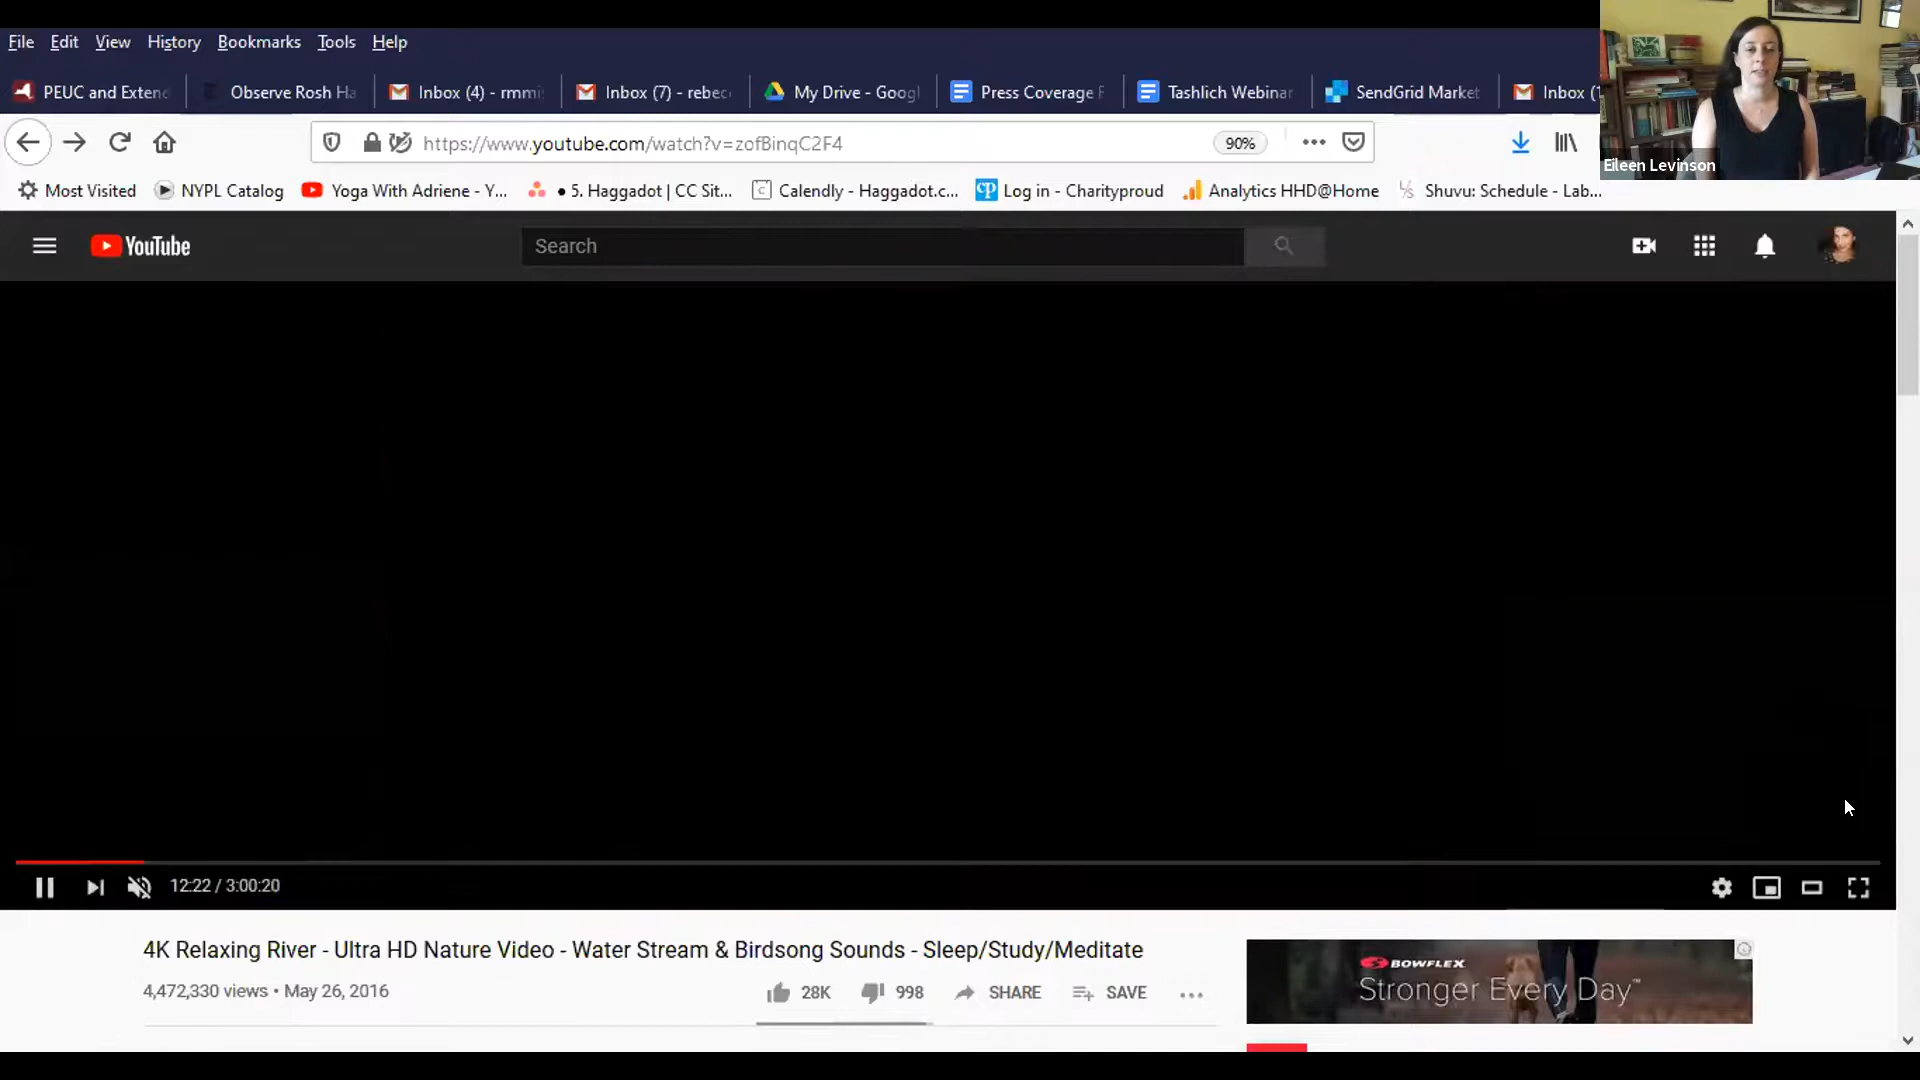 File Edit View History Bookmarks Tools Help
PEUC and Extend Observe Rosh Ha Inbox (4) - rmmi Inbox (7) - rebec My Drive - Googl Press Coverage F Tashlich Webinar SendGrid Market Inbox (1
https://www.youtube.com/watch?v=zofBinqC2F4 90%
Eileen Levinson
Most Visited NYPL Catalog Yoga With Adriene - Y... ● 5. Haggadot | CC Sit... Calendly - Haggadot.c... Log in - Charityproud Analytics HHD@Home Shuvu: Schedule - Lab...
YouTube Search
12:22 / 3:00:20
4K Relaxing River - Ultra HD Nature Video - Water Stream & Birdsong Sounds - Sleep/Study/Meditate
4,472,330 views • May 26, 2016 28K 998 SHARE SAVE
BOWFLEX
Stronger Every Day™